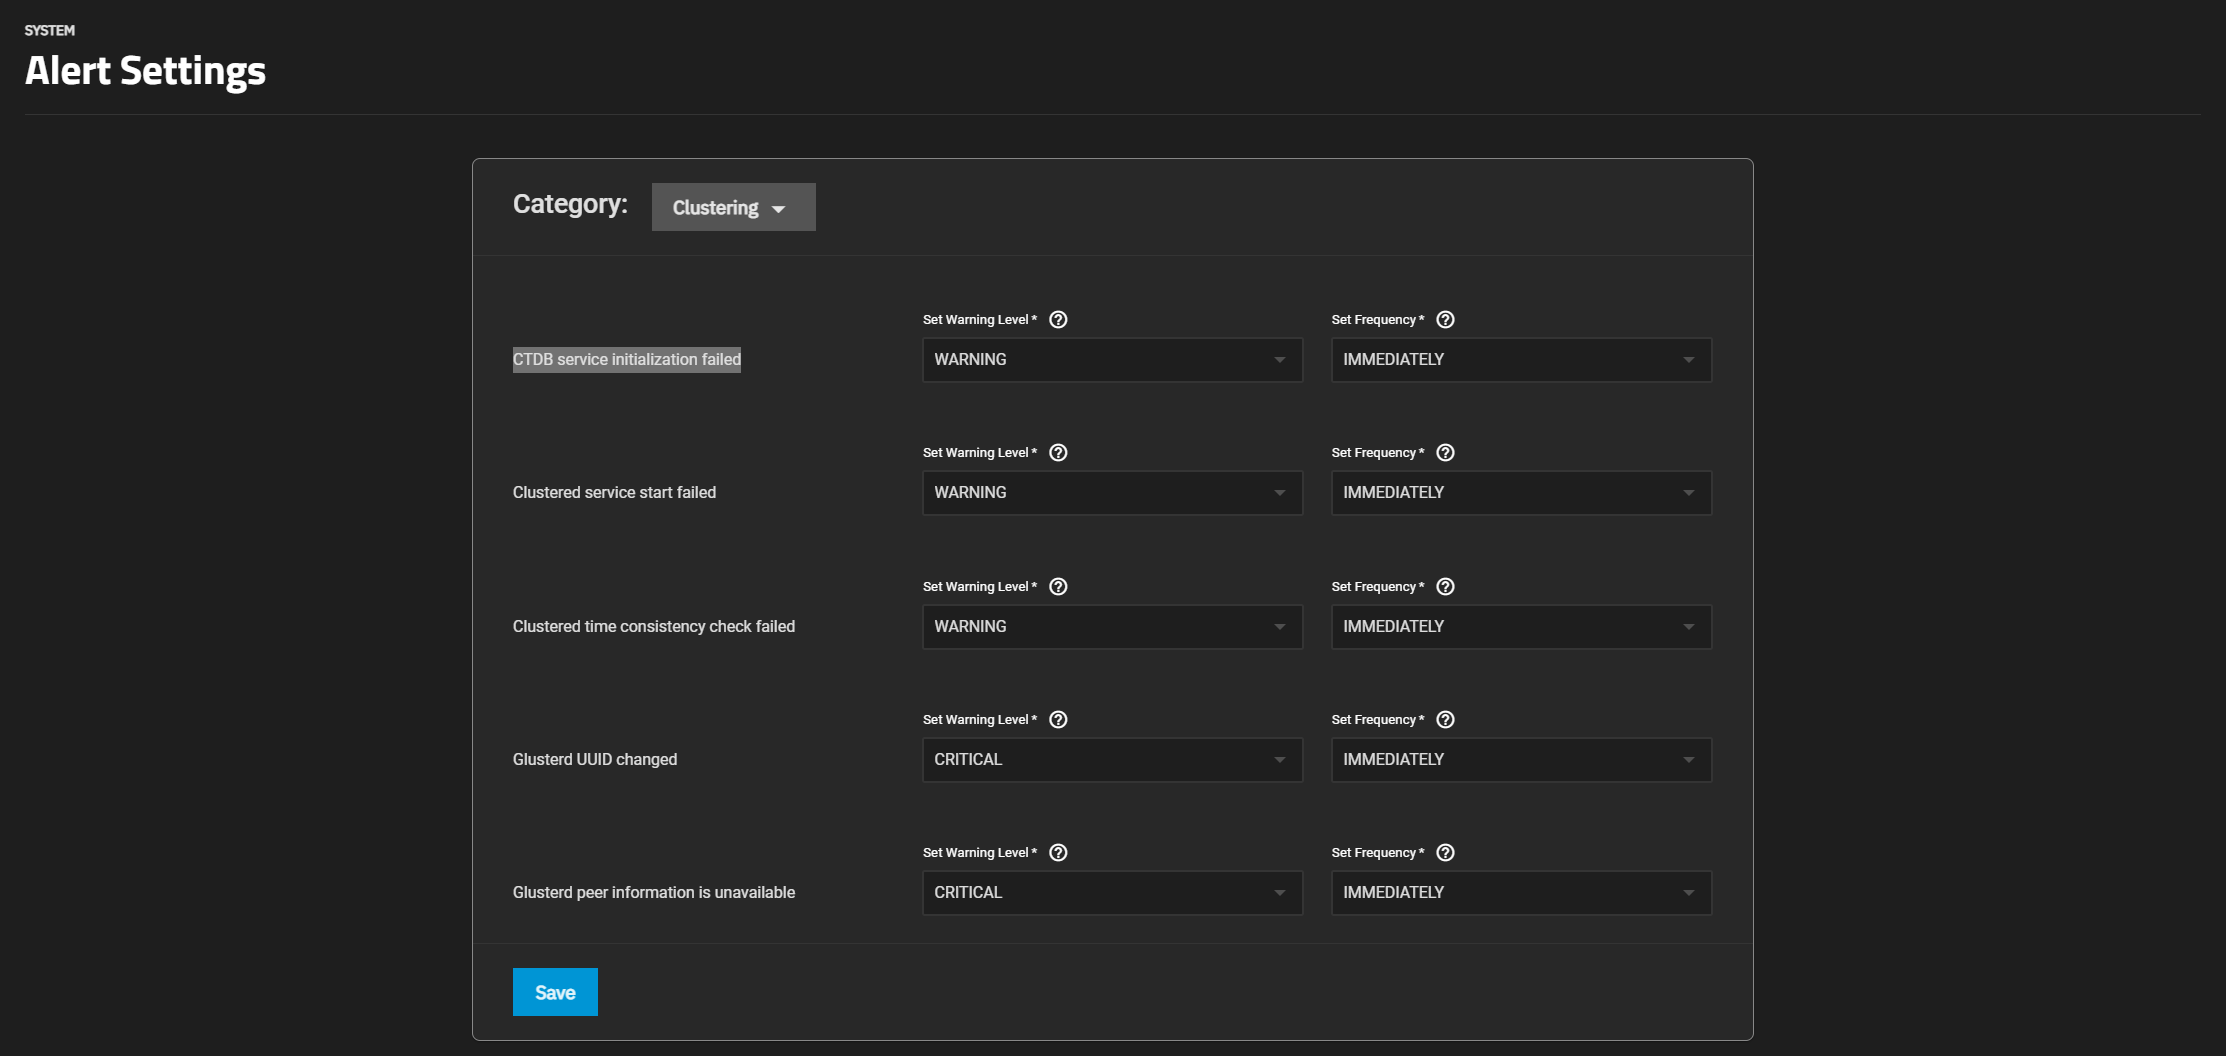 SYSTEM
Alert Settings
Category: Clustering
Set Warning Level * Set Frequency *
CTDB service initialization failed WARNING IMMEDIATELY
Set Warning Level * Set Frequency *
Clustered service start failed WARNING IMMEDIATELY
Set Warning Level * Set Frequency *
Clustered time consistency check failed WARNING IMMEDIATELY
Set Warning Level * Set Frequency *
Glusterd UUID changed CRITICAL IMMEDIATELY
Set Warning Level * Set Frequency *
Glusterd peer information is unavailable CRITICAL IMMEDIATELY
Save